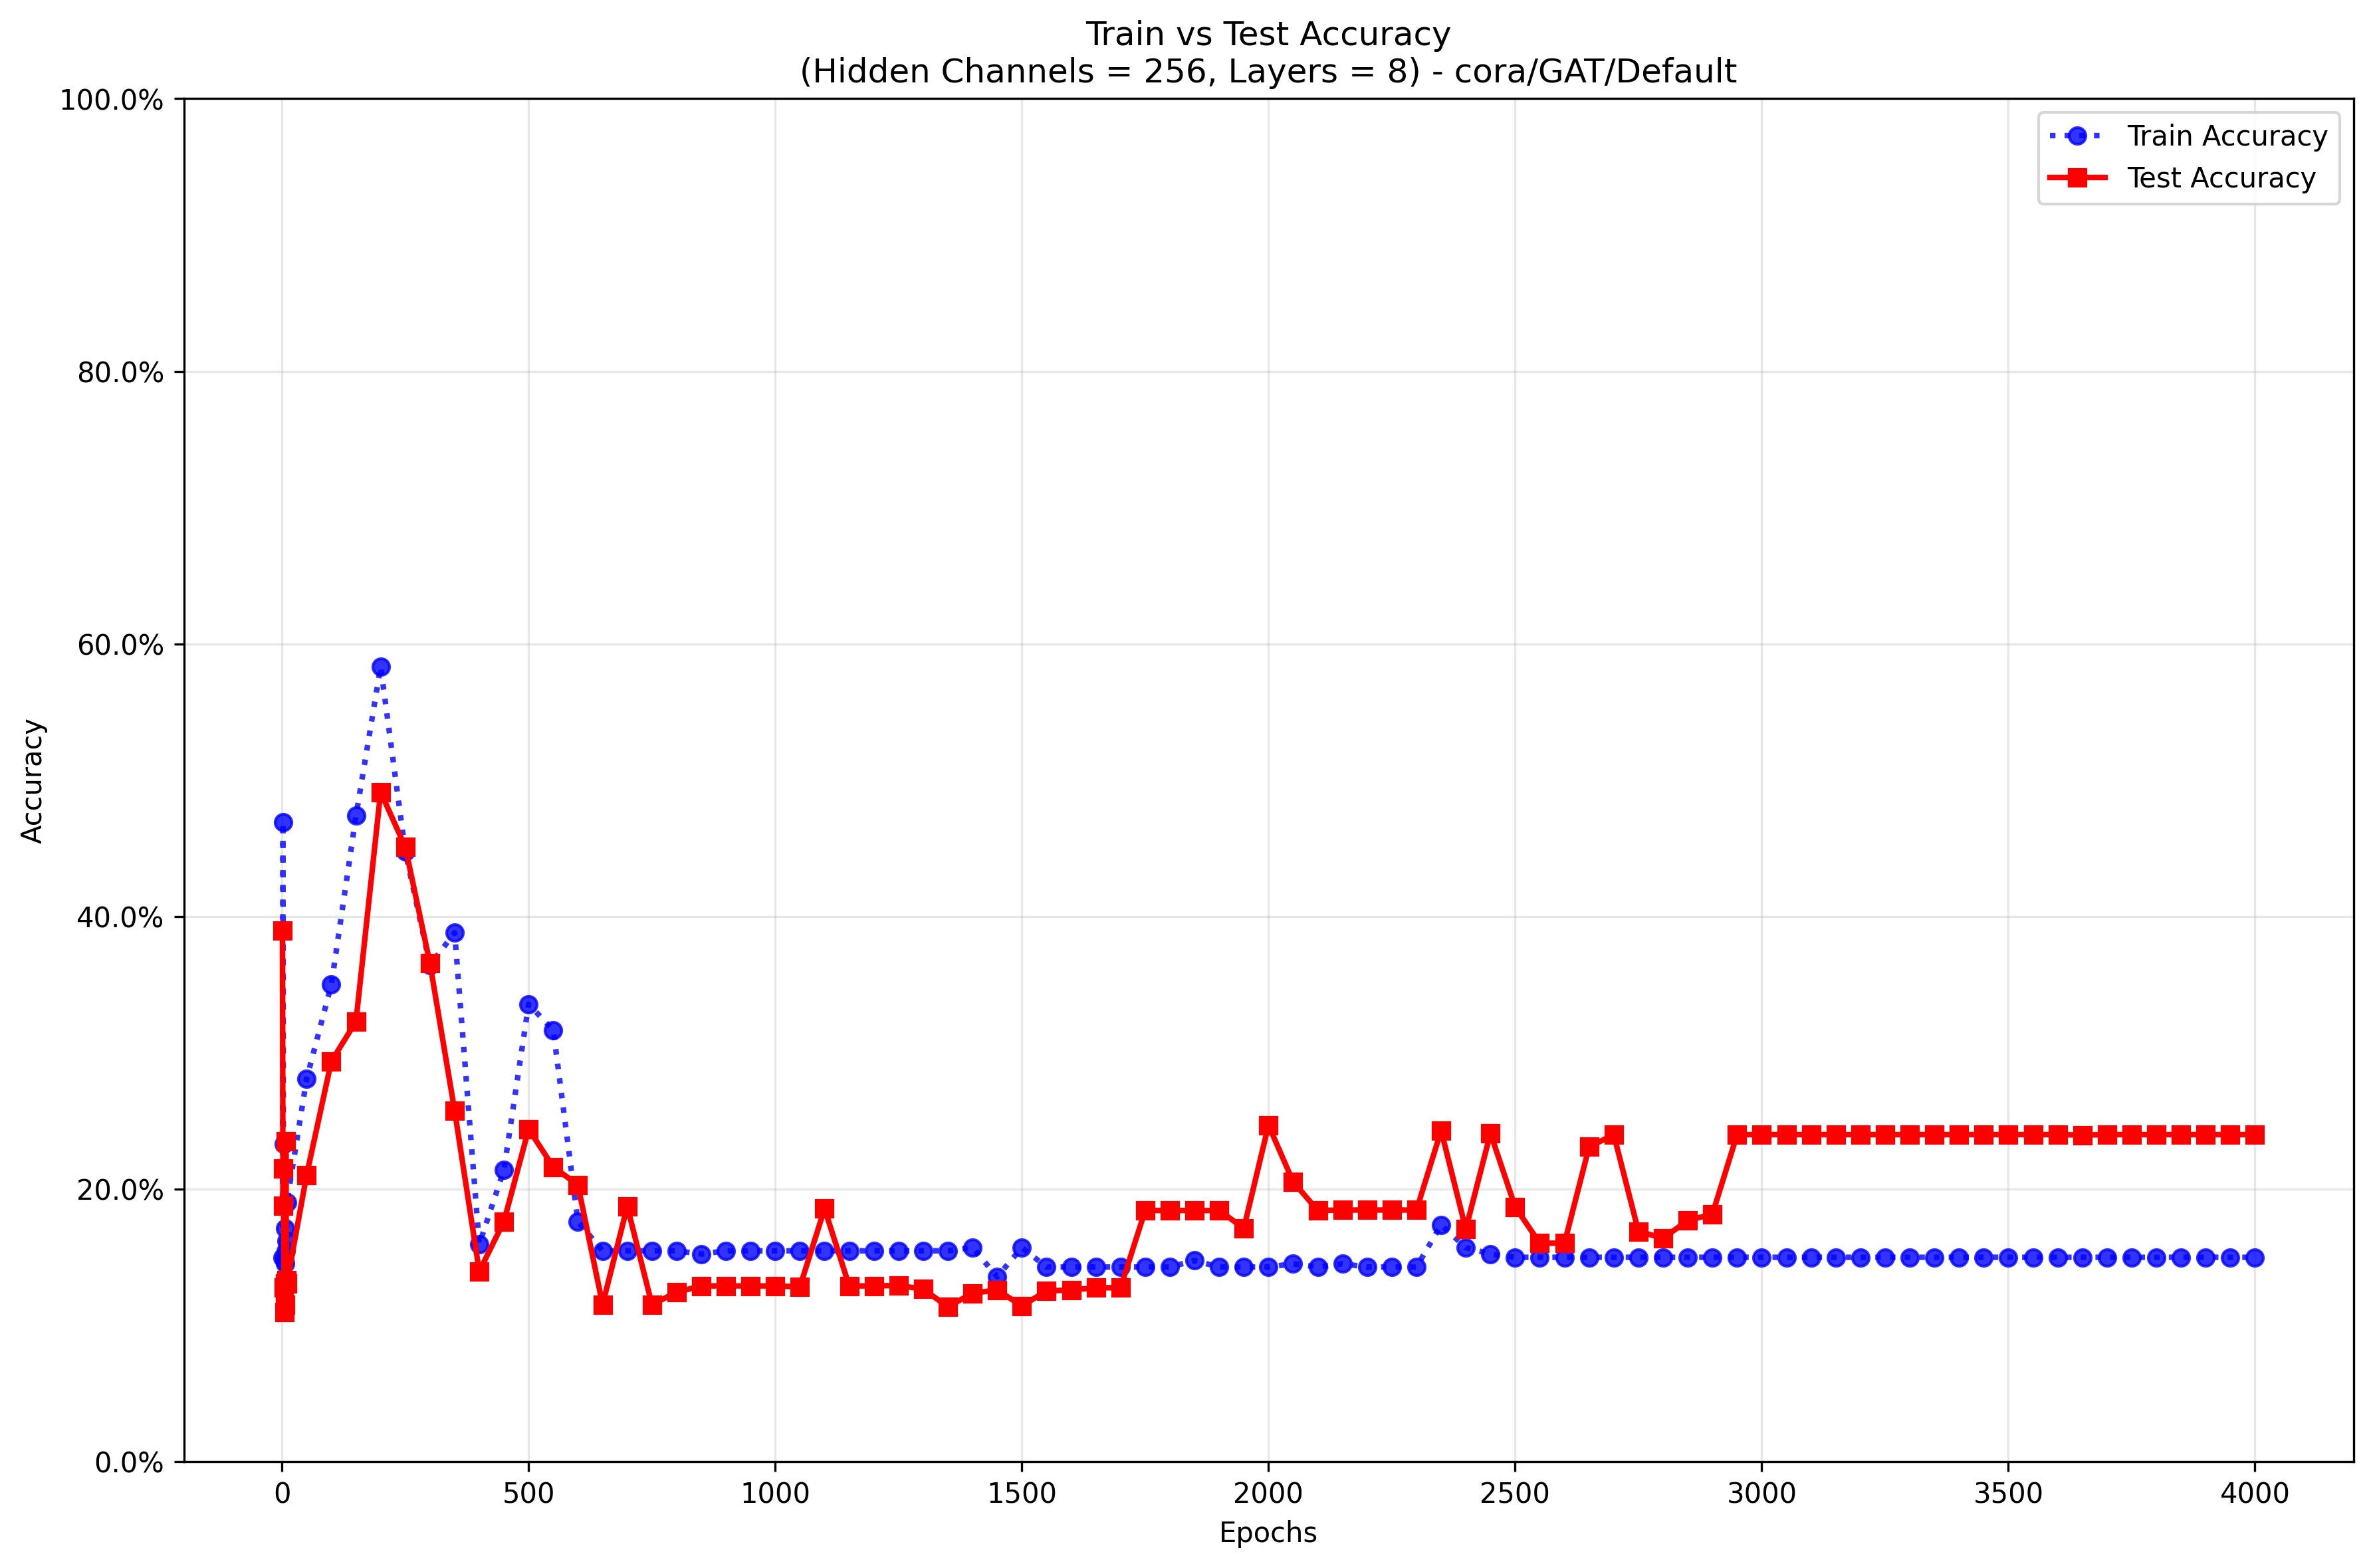 Train vs Test Accuracy
(Hidden Channels = 256, Layers = 8) - cora/GAT/Default
100.0%
80.0%
60.0%
40.0%
20.0%
0.0%
Accuracy
Train Accuracy
Test Accuracy
0 500 1000 1500 2000 2500 3000 3500 4000
Epochs